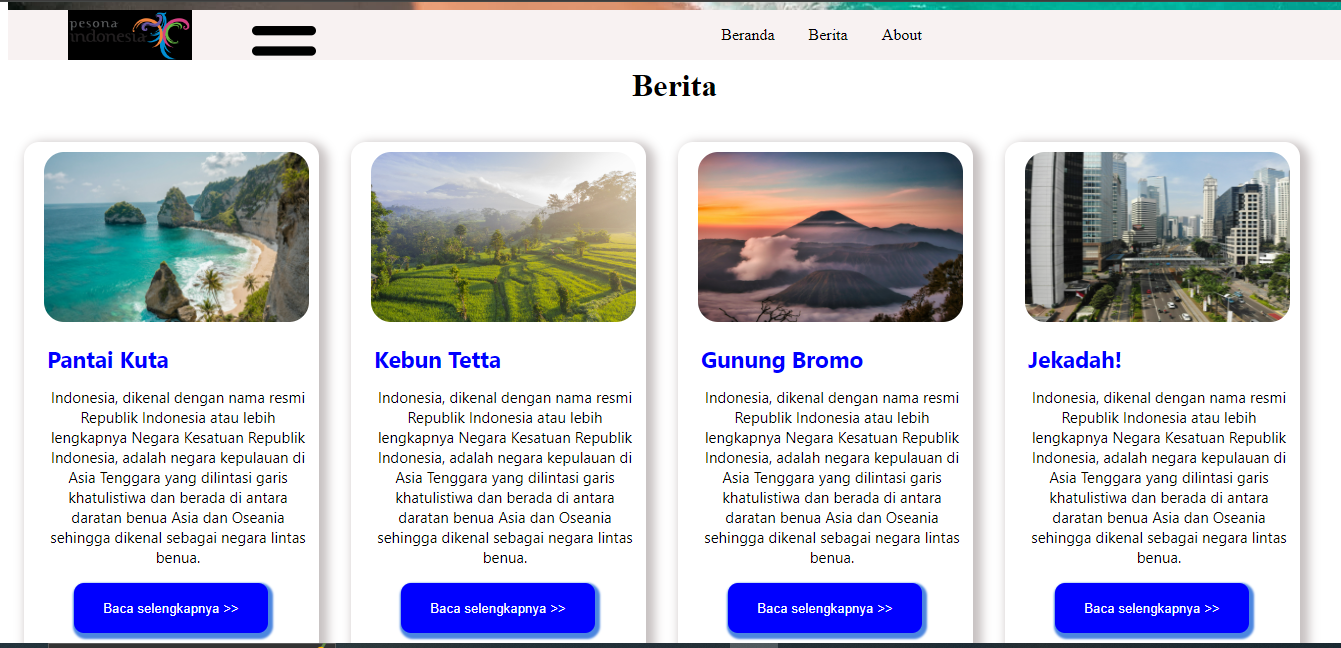 pesona
indonesia
Beranda Berita About
Berita
Pantai Kuta
Indonesia, dikenal dengan nama resmi
Republik Indonesia atau lebih
lengkapnya Negara Kesatuan Republik
Indonesia, adalah negara kepulauan di
Asia Tenggara yang dilintasi garis
khatulistiwa dan berada di antara
daratan benua Asia dan Oseania
sehingga dikenal sebagai negara lintas
benua.
Baca selengkapnya >>
Kebun Tetta
Indonesia, dikenal dengan nama resmi
Republik Indonesia atau lebih
lengkapnya Negara Kesatuan Republik
Indonesia, adalah negara kepulauan di
Asia Tenggara yang dilintasi garis
khatulistiwa dan berada di antara
daratan benua Asia dan Oseania
sehingga dikenal sebagai negara lintas
benua.
Baca selengkapnya >>
Gunung Bromo
Indonesia, dikenal dengan nama resmi
Republik Indonesia atau lebih
lengkapnya Negara Kesatuan Republik
Indonesia, adalah negara kepulauan di
Asia Tenggara yang dilintasi garis
khatulistiwa dan berada di antara
daratan benua Asia dan Oseania
sehingga dikenal sebagai negara lintas
benua.
Baca selengkapnya >>
Jekadah!
Indonesia, dikenal dengan nama resmi
Republik Indonesia atau lebih
lengkapnya Negara Kesatuan Republik
Indonesia, adalah negara kepulauan di
Asia Tenggara yang dilintasi garis
khatulistiwa dan berada di antara
daratan benua Asia dan Oseania
sehingga dikenal sebagai negara lintas
benua.
Baca selengkapnya >>